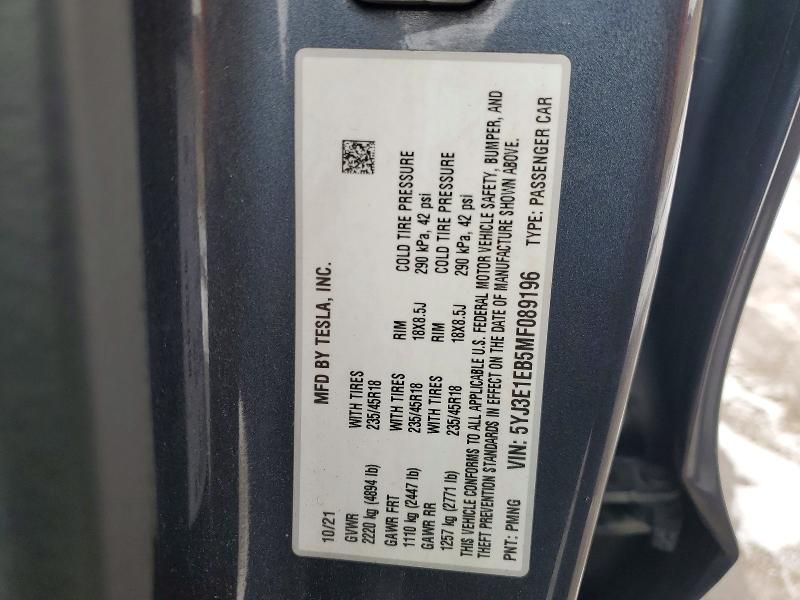 10/21 MFD BY TESLA, INC.
GVWR WITH TIRES
2220 kg (4894 lb) 235/45R18
GAWR FRT WITH TIRES RIM COLD TIRE PRESSURE
1110 kg (2447 lb) 235/45R18 18X8.5J 290 kPa, 42 psi
GAWR RR WITH TIRES RIM COLD TIRE PRESSURE
1257 kg (2771 lb) 235/45R18 18X8.5J 290 kPa, 42 psi
THIS VEHICLE CONFORMS TO ALL APPLICABLE U.S. FEDERAL MOTOR VEHICLE SAFETY, BUMPER, AND
THEFT PREVENTION STANDARDS IN EFFECT ON THE DATE OF MANUFACTURE SHOWN ABOVE.
PNT: PMNG VIN: 5YJ3E1EB5MF089196 TYPE: PASSENGER CAR